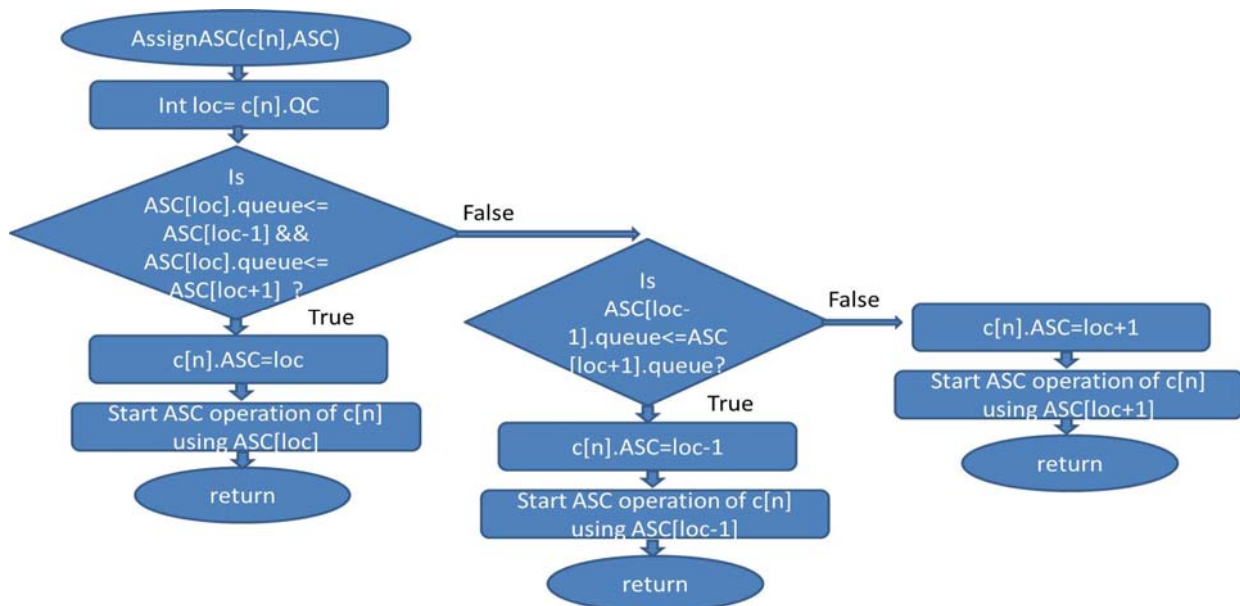 AssignASC(c[n],ASC)
Int loc= c[n].QC
Is
ASC[loc].queue<=
ASC[loc-1] &&
ASC[loc].queue<=
ASC[loc+1] ?
False
True
c[n].ASC=loc
Start ASC operation of c[n]
using ASC[loc]
return
Is
ASC[loc-
1].queue<=ASC
[loc+1].queue?
False
True
c[n].ASC=loc-1
Start ASC operation of c[n]
using ASC[loc-1]
return
c[n].ASC=loc+1
Start ASC operation of c[n]
using ASC[loc+1]
return